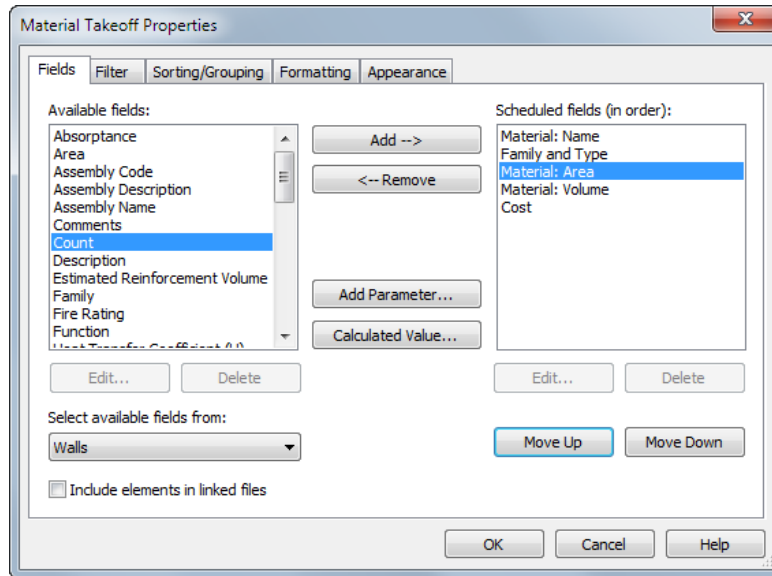 Material Takeoff Properties
Fields Filter Sorting/Grouping Formatting Appearance
Available fields:
Absorptance
Area
Assembly Code
Assembly Description
Assembly Name
Comments
Count
Description
Estimated Reinforcement Volume
Family
Fire Rating
Function
Heat Transfer Coefficient (U)
Edit... Delete
Select available fields from:
Walls
Include elements in linked files
Add -->
<-- Remove
Add Parameter...
Calculated Value...
Scheduled fields (in order):
Material: Name
Family and Type
Material: Area
Material: Volume
Cost
Edit... Delete
Move Up Move Down
OK Cancel Help